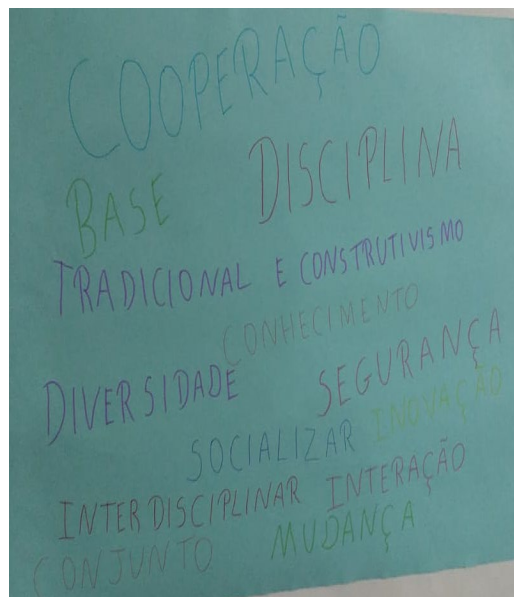 COOPERAÇÃO
BASE DISCIPLINA
TRADICIONAL E CONSTRUTIVISMO
CONHECIMENTO
DIVERSIDADE SEGURANÇA
SOCIALIZAR INOVAÇÃO
INTERDISCIPLINAR INTERAÇÃO
CONJUNTO MUDANÇA